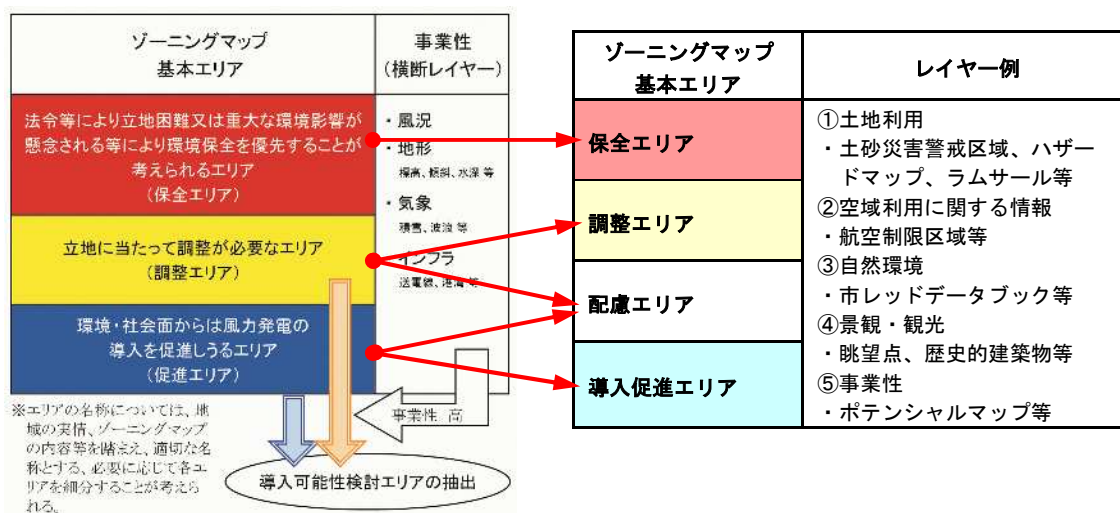 ゾーニングマップ
基本エリア
事業性
(横断レイヤー)
法令等により立地困難又は重大な環境影響が
懸念される等により環境保全を優先することが
考えられるエリア
(保全エリア)
立地に当たって調整が必要なエリア
(調整エリア)
環境・社会面からは風力発電の
導入を促進しうるエリア
(促進エリア)
・風況
・地形
標高、傾斜、水深 等
・気象
積雪、波浪 等
・インフラ
送電線、港湾 等
事業性 高
※エリアの名称については、地
域の実情、ゾーニングマップ
の内容等を踏まえ、適切な名
称とする、必要に応じて各エ
リアを細分することが考えら
れる。
導入可能性検討エリアの抽出
ゾーニングマップ
基本エリア
レイヤー例
保全エリア
調整エリア
配慮エリア
導入促進エリア
①土地利用
・土砂災害警戒区域、ハザー
ドマップ、ラムサール等
②空域利用に関する情報
・航空制限区域等
③自然環境
・市レッドデータブック等
④景観・観光
・眺望点、歴史的建築物等
⑤事業性
・ポテンシャルマップ等